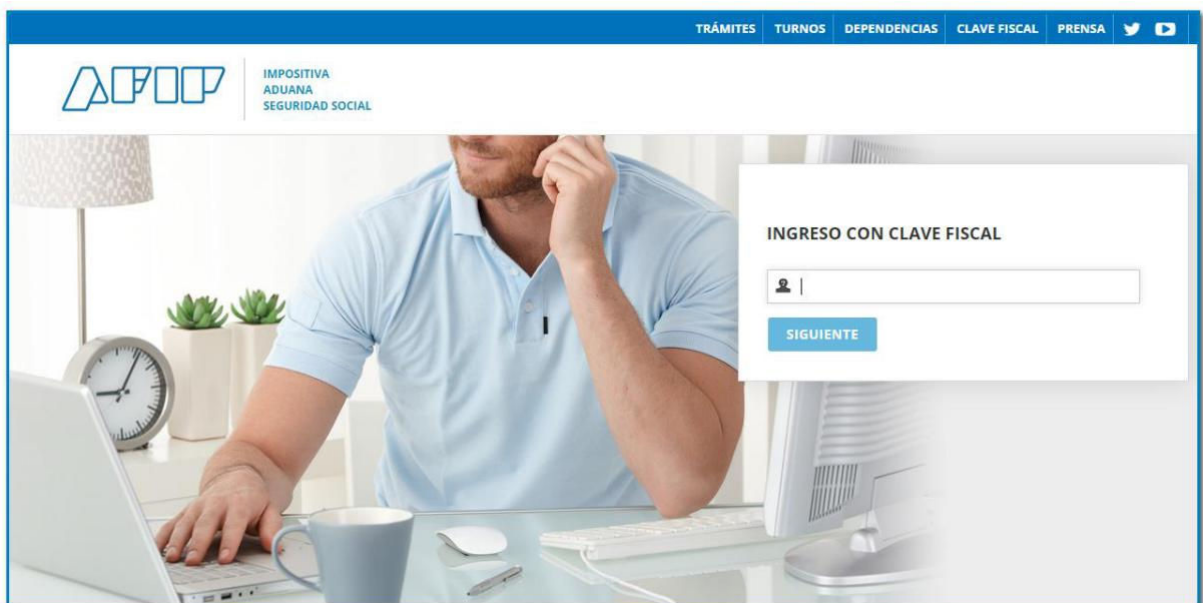 TRÁMITES TURNOS DEPENDENCIAS CLAVE FISCAL PRENSA
AFIP
IMPOSITIVA
ADUANA
SEGURIDAD SOCIAL
INGRESO CON CLAVE FISCAL
SIGUIENTE